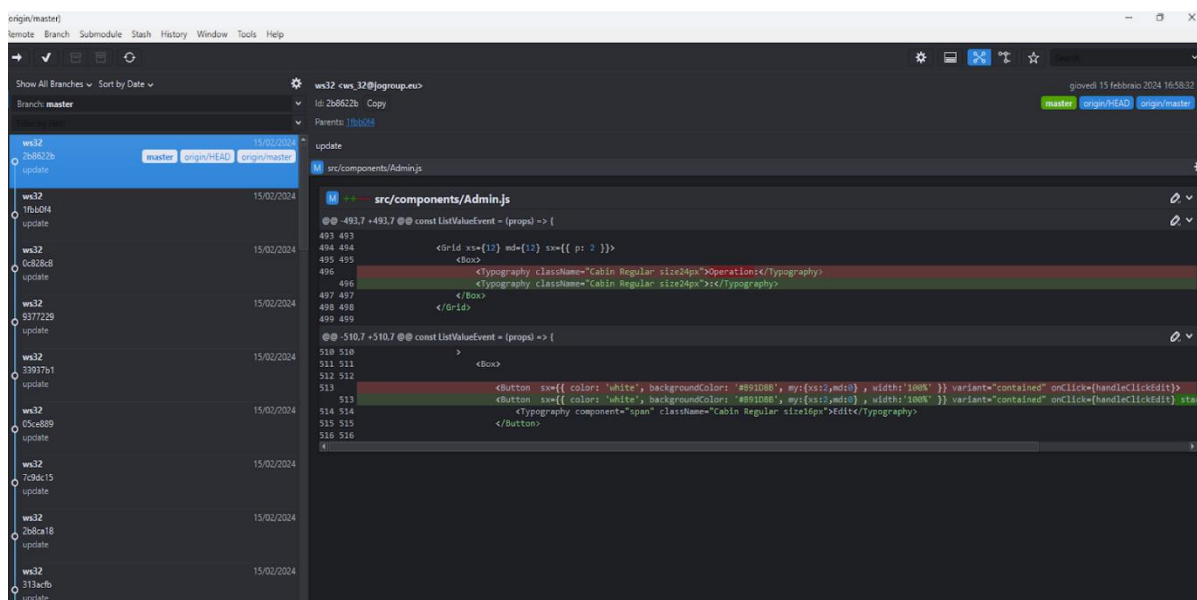 origin/master)
Remote Branch Submodule Stash History Window Tools Help
Show All Branches Sort by Date
Branch: master
ws32 15/02/2024
2b8622b master origin/HEAD origin/master
update
ws32 15/02/2024
1fbb0f4
update
ws32 15/02/2024
0c828c8
update
ws32 15/02/2024
9377229
update
ws32 15/02/2024
33937b1
update
ws32 15/02/2024
05ce889
update
ws32 15/02/2024
7c9dc15
update
ws32 15/02/2024
2b8ca18
update
ws32 15/02/2024
313acfb
update
ws32 <ws_32@jogroup.eu> giovedì 15 febbraio 2024 16:58:32
Id: 2b8622b Copy master origin/HEAD origin/master
Parents: 1fbb0f4
update
M src/components/Admin.js
M ++-- src/components/Admin.js
@@ -493,7 +493,7 @@ const ListValueEvent = (props) => {
493 493
494 494 <Grid xs={12} md={12} sx={{ p: 2 }}>
495 495 <Box>
496 <Typography className="Cabin Regular size24px">Operation:</Typography>
496 <Typography className="Cabin Regular size24px">:</Typography>
497 497 </Box>
498 498 </Grid>
499 499
@@ -510,7 +510,7 @@ const ListValueEvent = (props) => {
510 510 >
511 511 <Box>
512 512
513 <Button sx={{ color: 'white', backgroundColor: '#B91D8B', my:{xs:2,md:0} , width:'100%' }} variant="contained" onClick={handleClickEdit}>
513 <Button sx={{ color: 'white', backgroundColor: '#B91D8B', my:{xs:2,md:0} , width:'100%' }} variant="contained" onClick={handleClickEdit} sta
514 514 <Typography component="span" className="Cabin Regular size16px">Edit</Typography>
515 515 </Button>
516 516